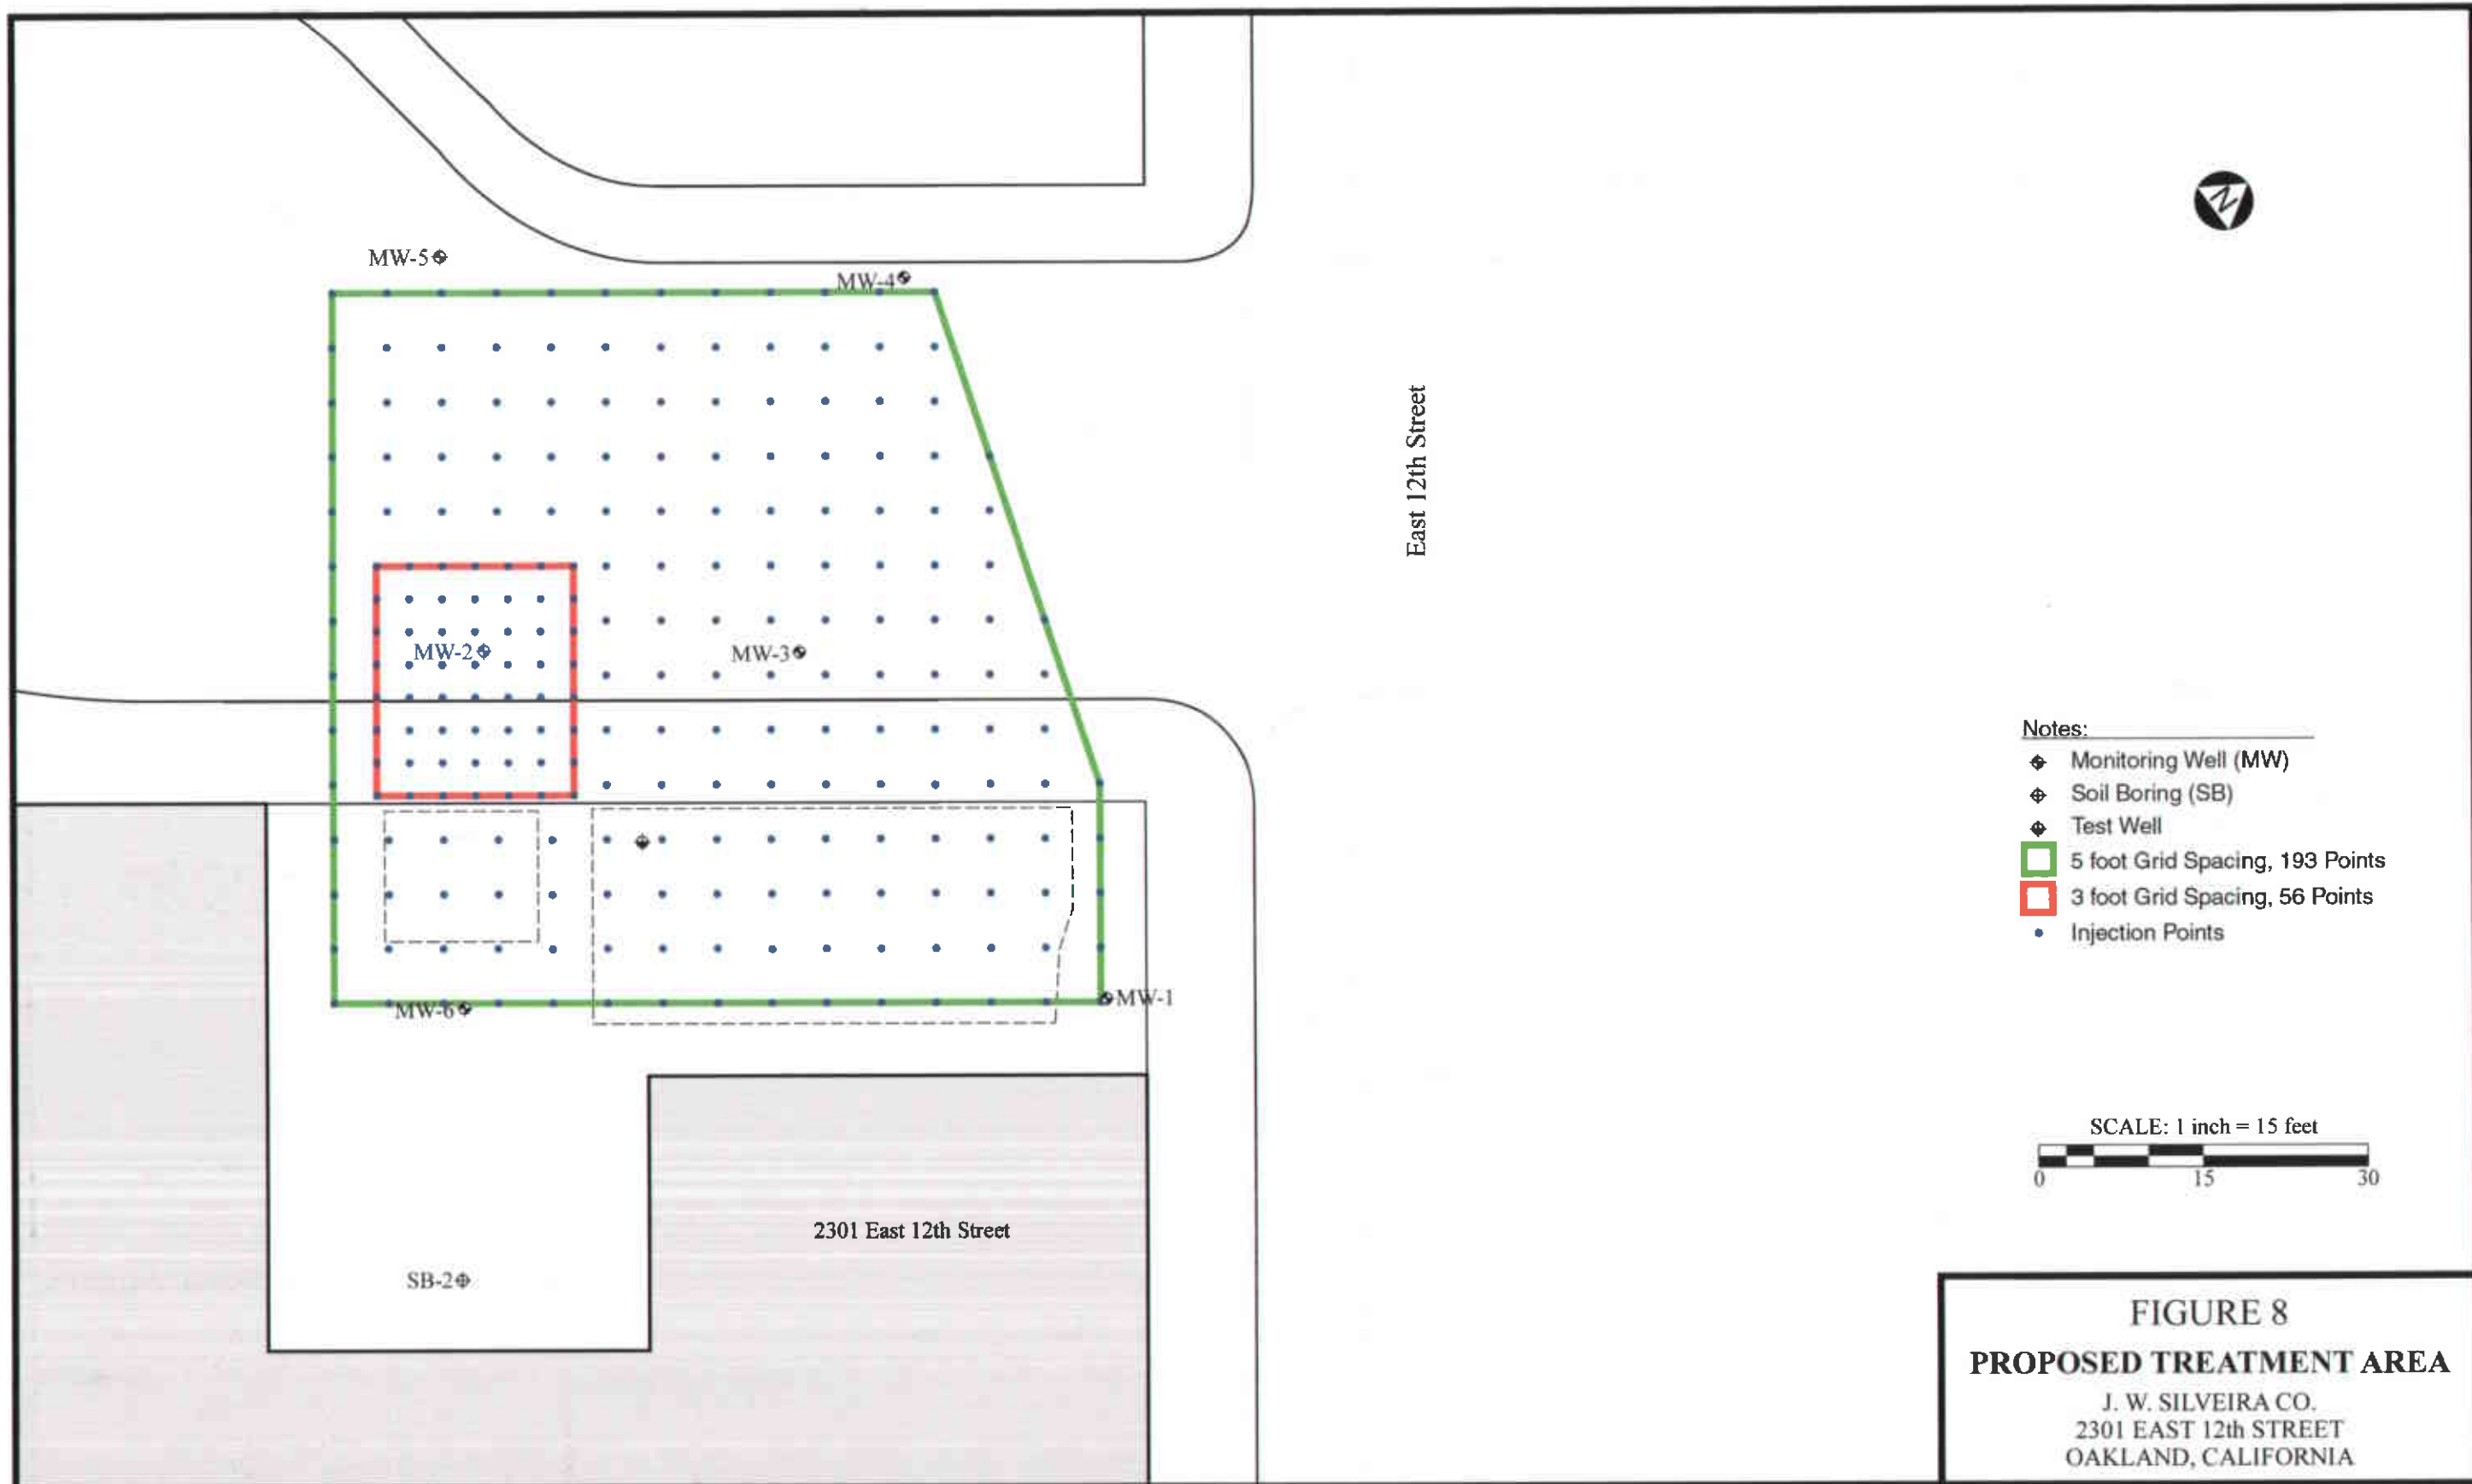 MW-5
MW-4
East 12th Street
MW-2
MW-3
MW-6
MW-1
2301 East 12th Street
SB-2
N
Notes:
Monitoring Well (MW)
Soil Boring (SB)
Test Well
5 foot Grid Spacing, 193 Points
3 foot Grid Spacing, 56 Points
Injection Points
SCALE: 1 inch = 15 feet
0 15 30
FIGURE 8
PROPOSED TREATMENT AREA
J. W. SILVEIRA CO.
2301 EAST 12th STREET
OAKLAND, CALIFORNIA